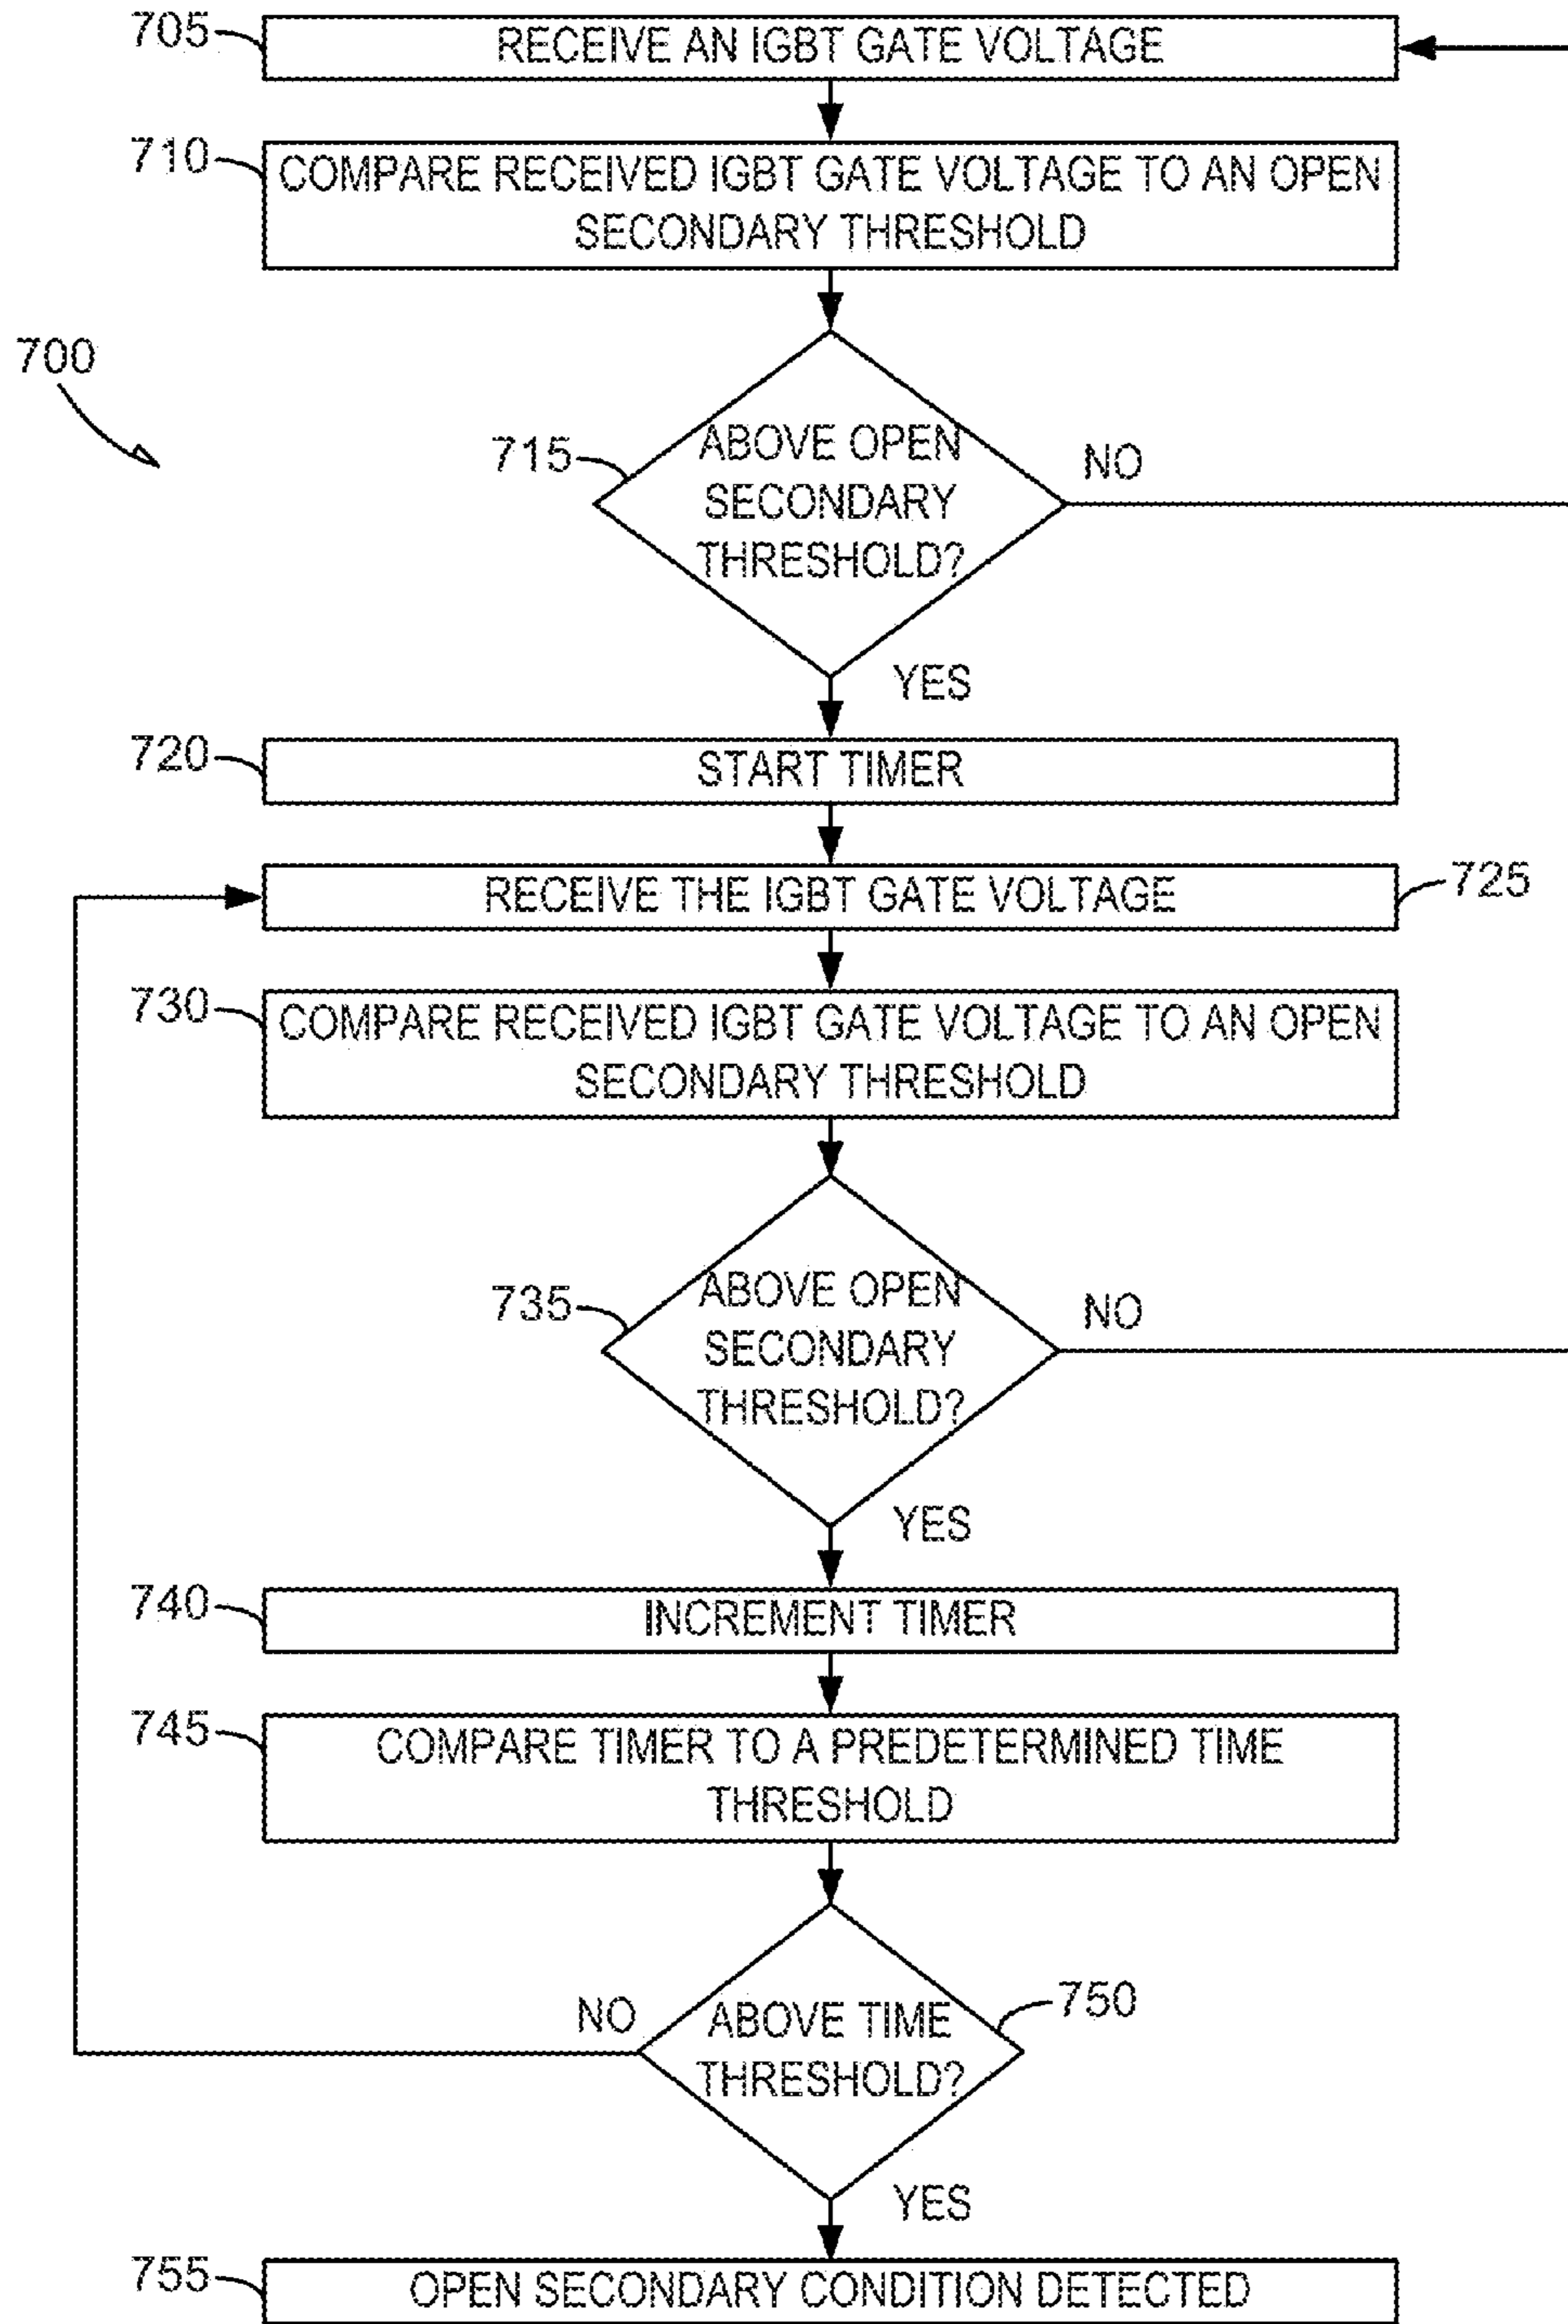 705
RECEIVE AN IGBT GATE VOLTAGE
710
COMPARE RECEIVED IGBT GATE VOLTAGE TO AN OPEN
SECONDARY THRESHOLD
700
715
ABOVE OPEN
SECONDARY
THRESHOLD?
NO
YES
720
START TIMER
RECEIVE THE IGBT GATE VOLTAGE
725
730
COMPARE RECEIVED IGBT GATE VOLTAGE TO AN OPEN
SECONDARY THRESHOLD
735
ABOVE OPEN
SECONDARY
THRESHOLD?
NO
YES
740
INCREMENT TIMER
745
COMPARE TIMER TO A PREDETERMINED TIME
THRESHOLD
NO
ABOVE TIME
THRESHOLD?
750
YES
755
OPEN SECONDARY CONDITION DETECTED